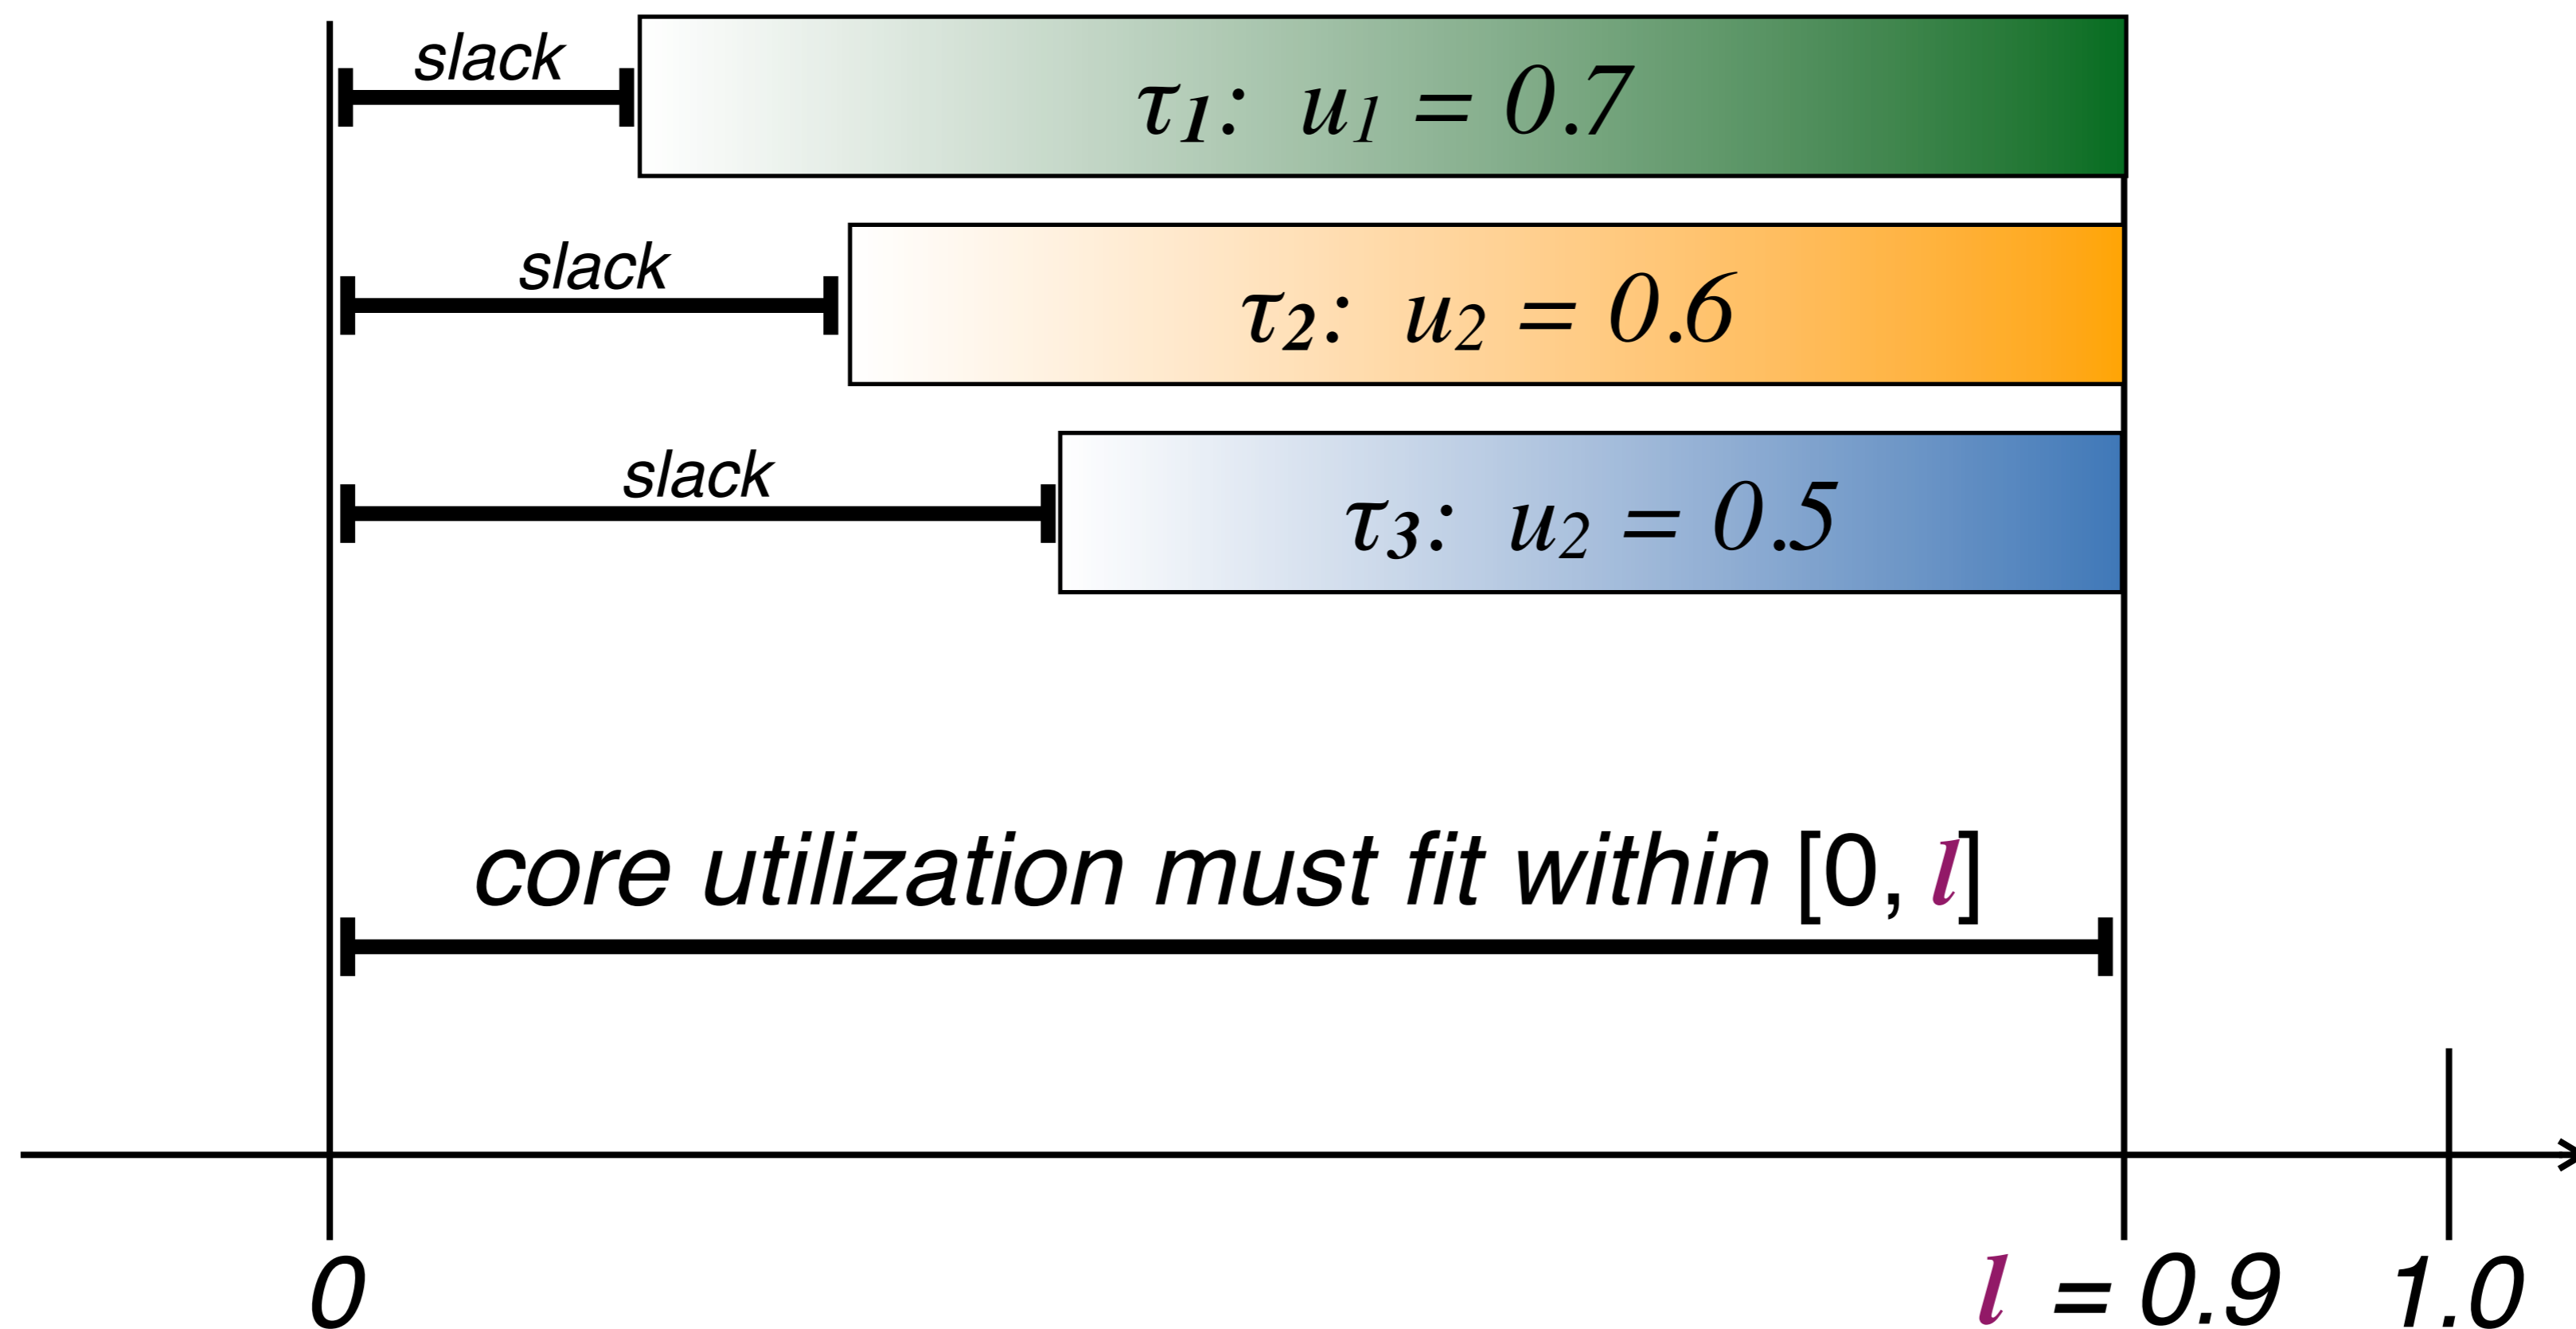 slack
τ1: u1 = 0.7
slack
τ2: u2 = 0.6
slack
τ3: u2 = 0.5
core utilization must fit within [0, l]
0
l = 0.9
1.0